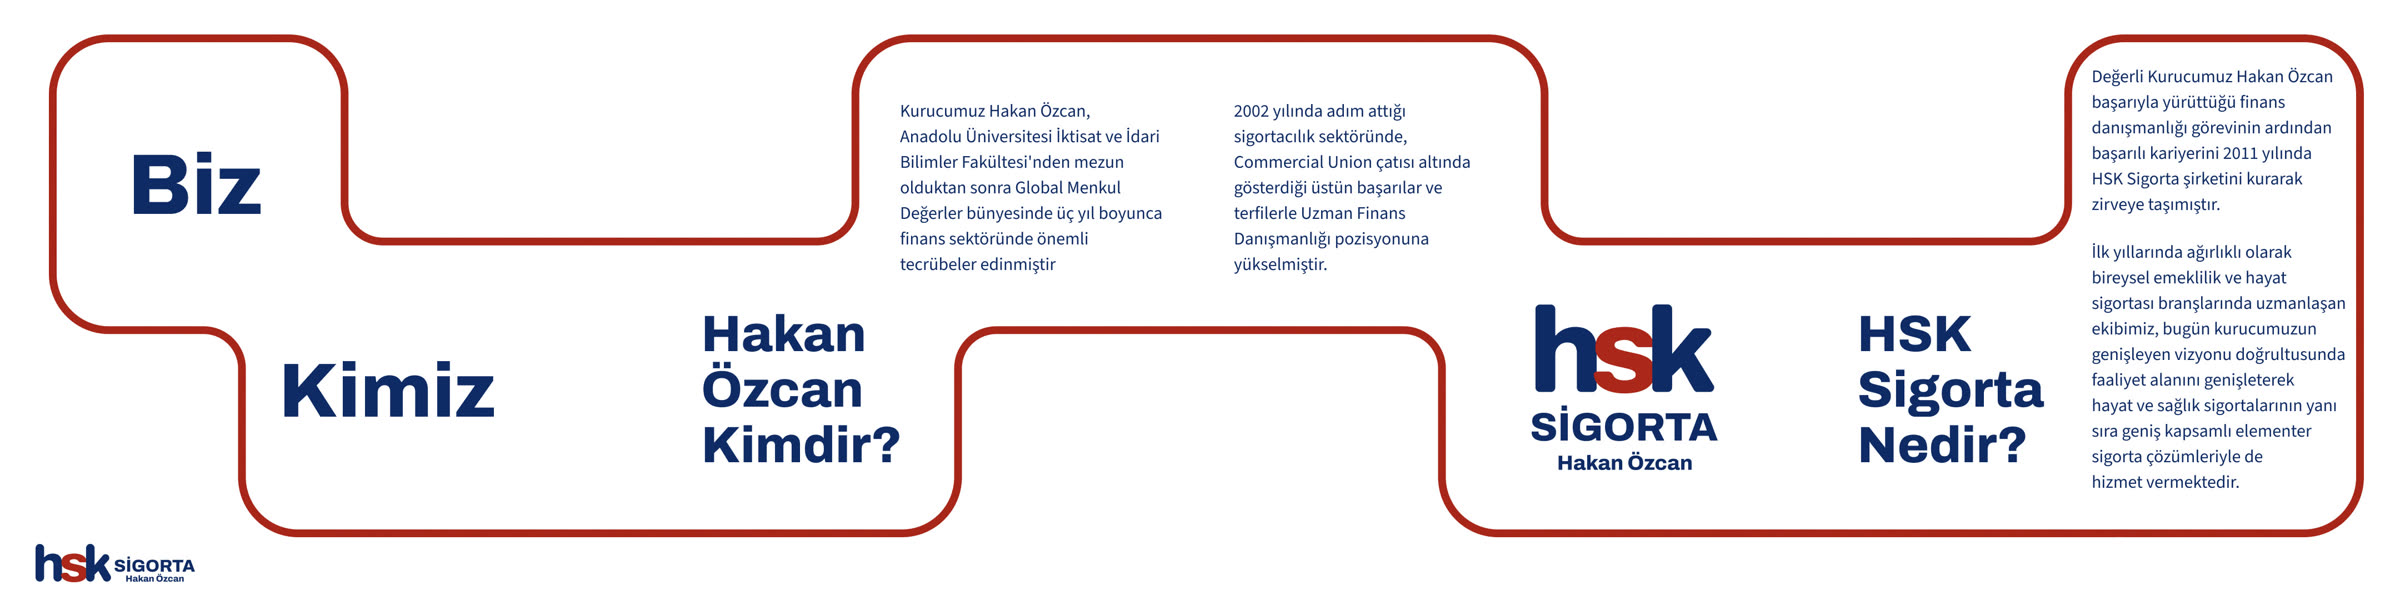 Biz
Kimiz
Hakan
Özcan
Kimdir?
Kurucumuz Hakan Özcan,
Anadolu Üniversitesi İktisat ve İdari
Bilimler Fakültesi'nden mezun
olduktan sonra Global Menkul
Değerler bünyesinde üç yıl boyunca
finans sektöründe önemli
tecrübeler edinmiştir
2002 yılında adım attığı
sigortacılık sektöründe,
Commercial Union çatısı altında
gösterdiği üstün başarılar ve
terfilerle Uzman Finans
Danışmanlığı pozisyonuna
yükselmiştir.
hsk
SİGORTA
Hakan Özcan
HSK
Sigorta
Nedir?
Değerli Kurucumuz Hakan Özcan
başarıyla yürüttüğü finans
danışmanlığı görevinin ardından
başarılı kariyerini 2011 yılında
HSK Sigorta şirketini kurarak
zirveye taşımıştır.
İlk yıllarında ağırlıklı olarak
bireysel emeklilik ve hayat
sigortası branşlarında uzmanlaşan
ekibimiz, bugün kurucumuzun
genişleyen vizyonu doğrultusunda
faaliyet alanını genişleterek
hayat ve sağlık sigortalarının yanı
sıra geniş kapsamlı elementer
sigorta çözümleriyle de
hizmet vermektedir.
hsk SİGORTA
Hakan Özcan